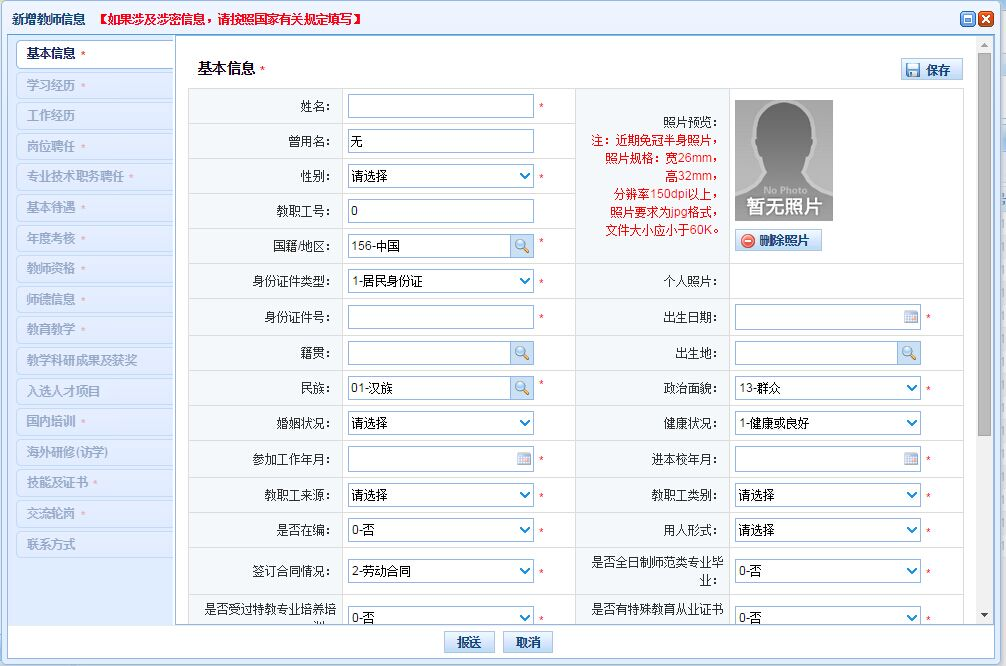 新增教师信息 【如果涉及涉密信息，请按照国家有关规定填写】
基本信息 *
学习经历 *
工作经历
岗位聘任 *
专业技术职务聘任 *
基本待遇 *
年度考核 *
教师资格 *
师德信息 *
教育教学 *
教学科研成果及获奖
入选人才项目
国内培训 *
海外研修(访学)
技能及证书 *
交流轮岗 *
联系方式
基本信息 *
保存
姓名： *
曾用名： 无
性别： 请选择 *
教职工号： 0
国籍/地区： 156-中国 *
照片预览：
注：近期免冠半身照片，
照片规格：宽26mm，
高32mm，
分辨率150dpi以上，
照片要求为jpg格式，
文件大小应小于60K。
No Photo
暂无照片
删除照片
身份证件类型： 1-居民身份证 * 个人照片：
身份证件号： * 出生日期： *
籍贯： 出生地：
民族： 01-汉族 * 政治面貌： 13-群众 *
婚姻状况： 请选择 健康状况： 1-健康或良好
参加工作年月： * 进本校年月： *
教职工来源： 请选择 * 教职工类别： 请选择 *
是否在编： 0-否 * 用人形式： 请选择 *
签订合同情况： 2-劳动合同 * 是否全日制师范类专业毕
业： 0-否 *
是否受过特教专业培养培 0-否 * 是否有特殊教育从业证书 0-否 *
报送 取消